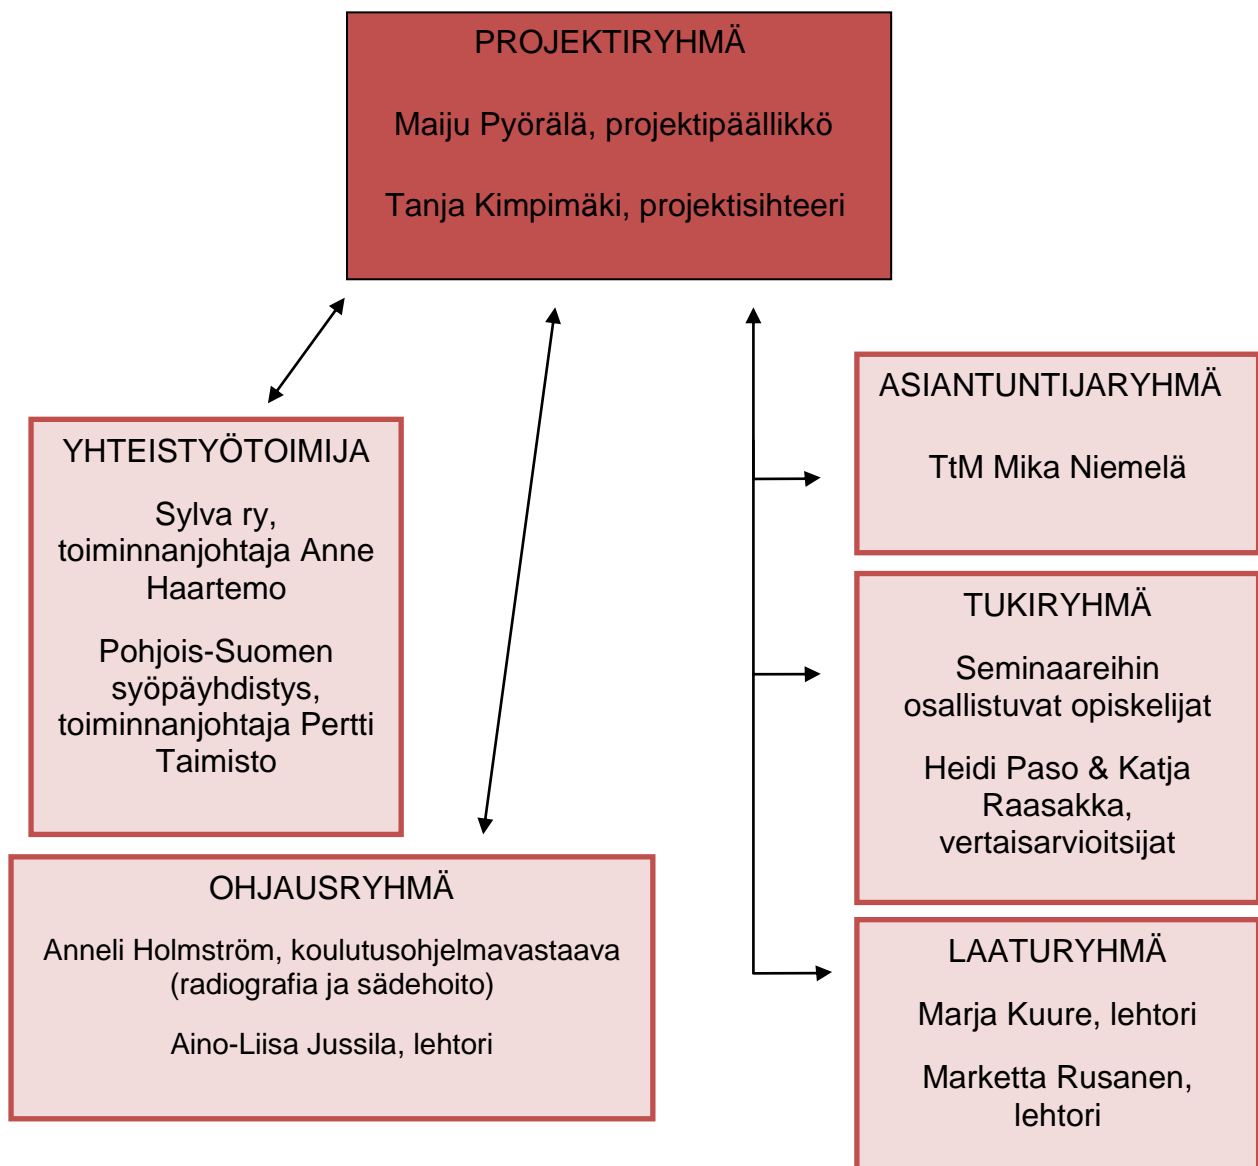 PROJEKTIRYHMÄ
Maiju Pyörälä, projektipäällikkö
Tanja Kimpimäki, projektisihteeri
YHTEISTYÖTOIMIJA
Sylva ry,
toiminnanjohtaja Anne
Haartemo
Pohjois-Suomen
syöpäyhdistys,
toiminnanjohtaja Pertti
Taimisto
OHJAUSRYHMÄ
Anneli Holmström, koulutusohjelmavastaava
(radiografia ja sädehoito)
Aino-Liisa Jussila, lehtori
ASIANTUNTIJARYHMÄ
TtM Mika Niemelä
TUKIRYHMÄ
Seminaareihin
osallistuvat opiskelijat
Heidi Paso & Katja
Raasakka,
vertaisarvioitsijat
LAATURYHMÄ
Marja Kuure, lehtori
Marketta Rusanen,
lehtori